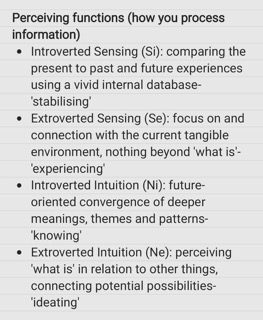 Perceiving functions (how you process
information)
• Introverted Sensing (Si): comparing the
present to past and future experiences
using a vivid internal database-
'stabilising'
• Extroverted Sensing (Se): focus on and
connection with the current tangible
environment, nothing beyond 'what is'-
'experiencing'
• Introverted Intuition (Ni): future-
oriented convergence of deeper
meanings, themes and patterns-
'knowing'
• Extroverted Intuition (Ne): perceiving
'what is' in relation to other things,
connecting potential possibilities-
'ideating'